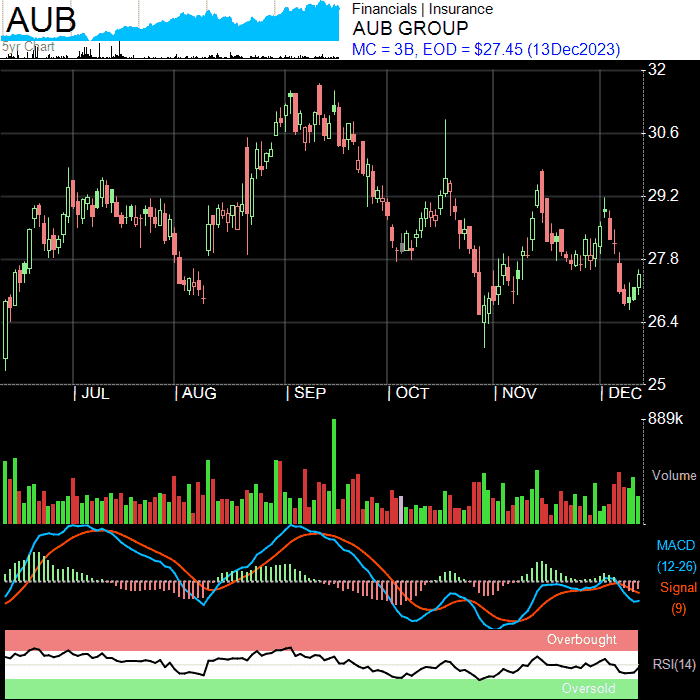 AUB
5yr Chart
Financials | Insurance
AUB GROUP
MC = 3B, EOD = $27.45 (13Dec2023)
32
30.6
29.2
27.8
26.4
25
| JUL | AUG | SEP | OCT | NOV | DEC
889k
Volume
MACD
(12-26)
Signal
(9)
Overbought
RSI(14)
Oversold